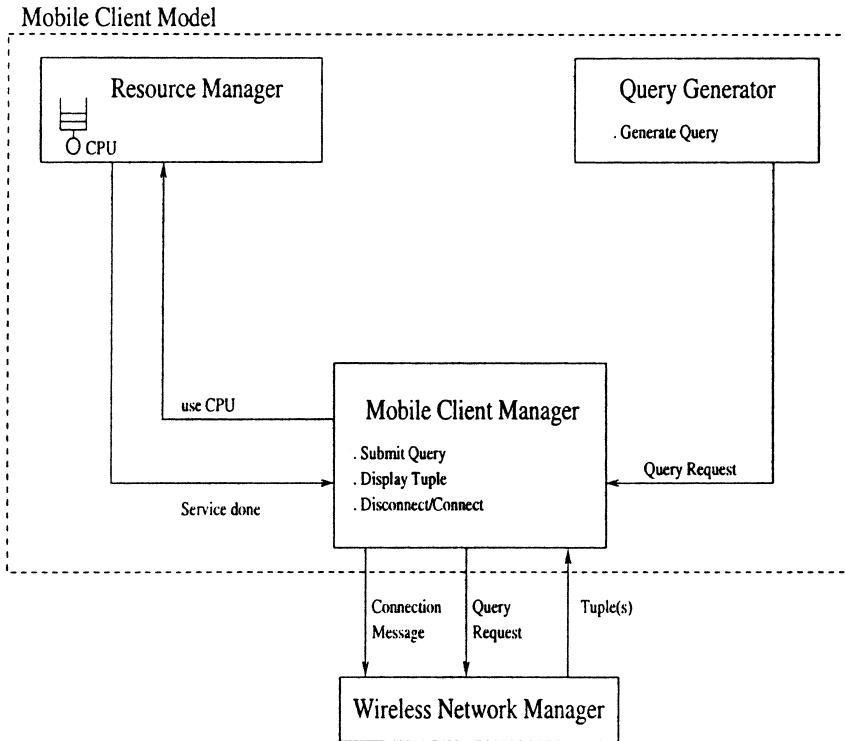 Mobile Client Model
Resource Manager
CPU
Query Generator
. Generate Query
use CPU
Service done
Mobile Client Manager
. Submit Query
. Display Tuple
. Disconnect/Connect
Query Request
Connection
Message
Query
Request
Tuple(s)
Wireless Network Manager